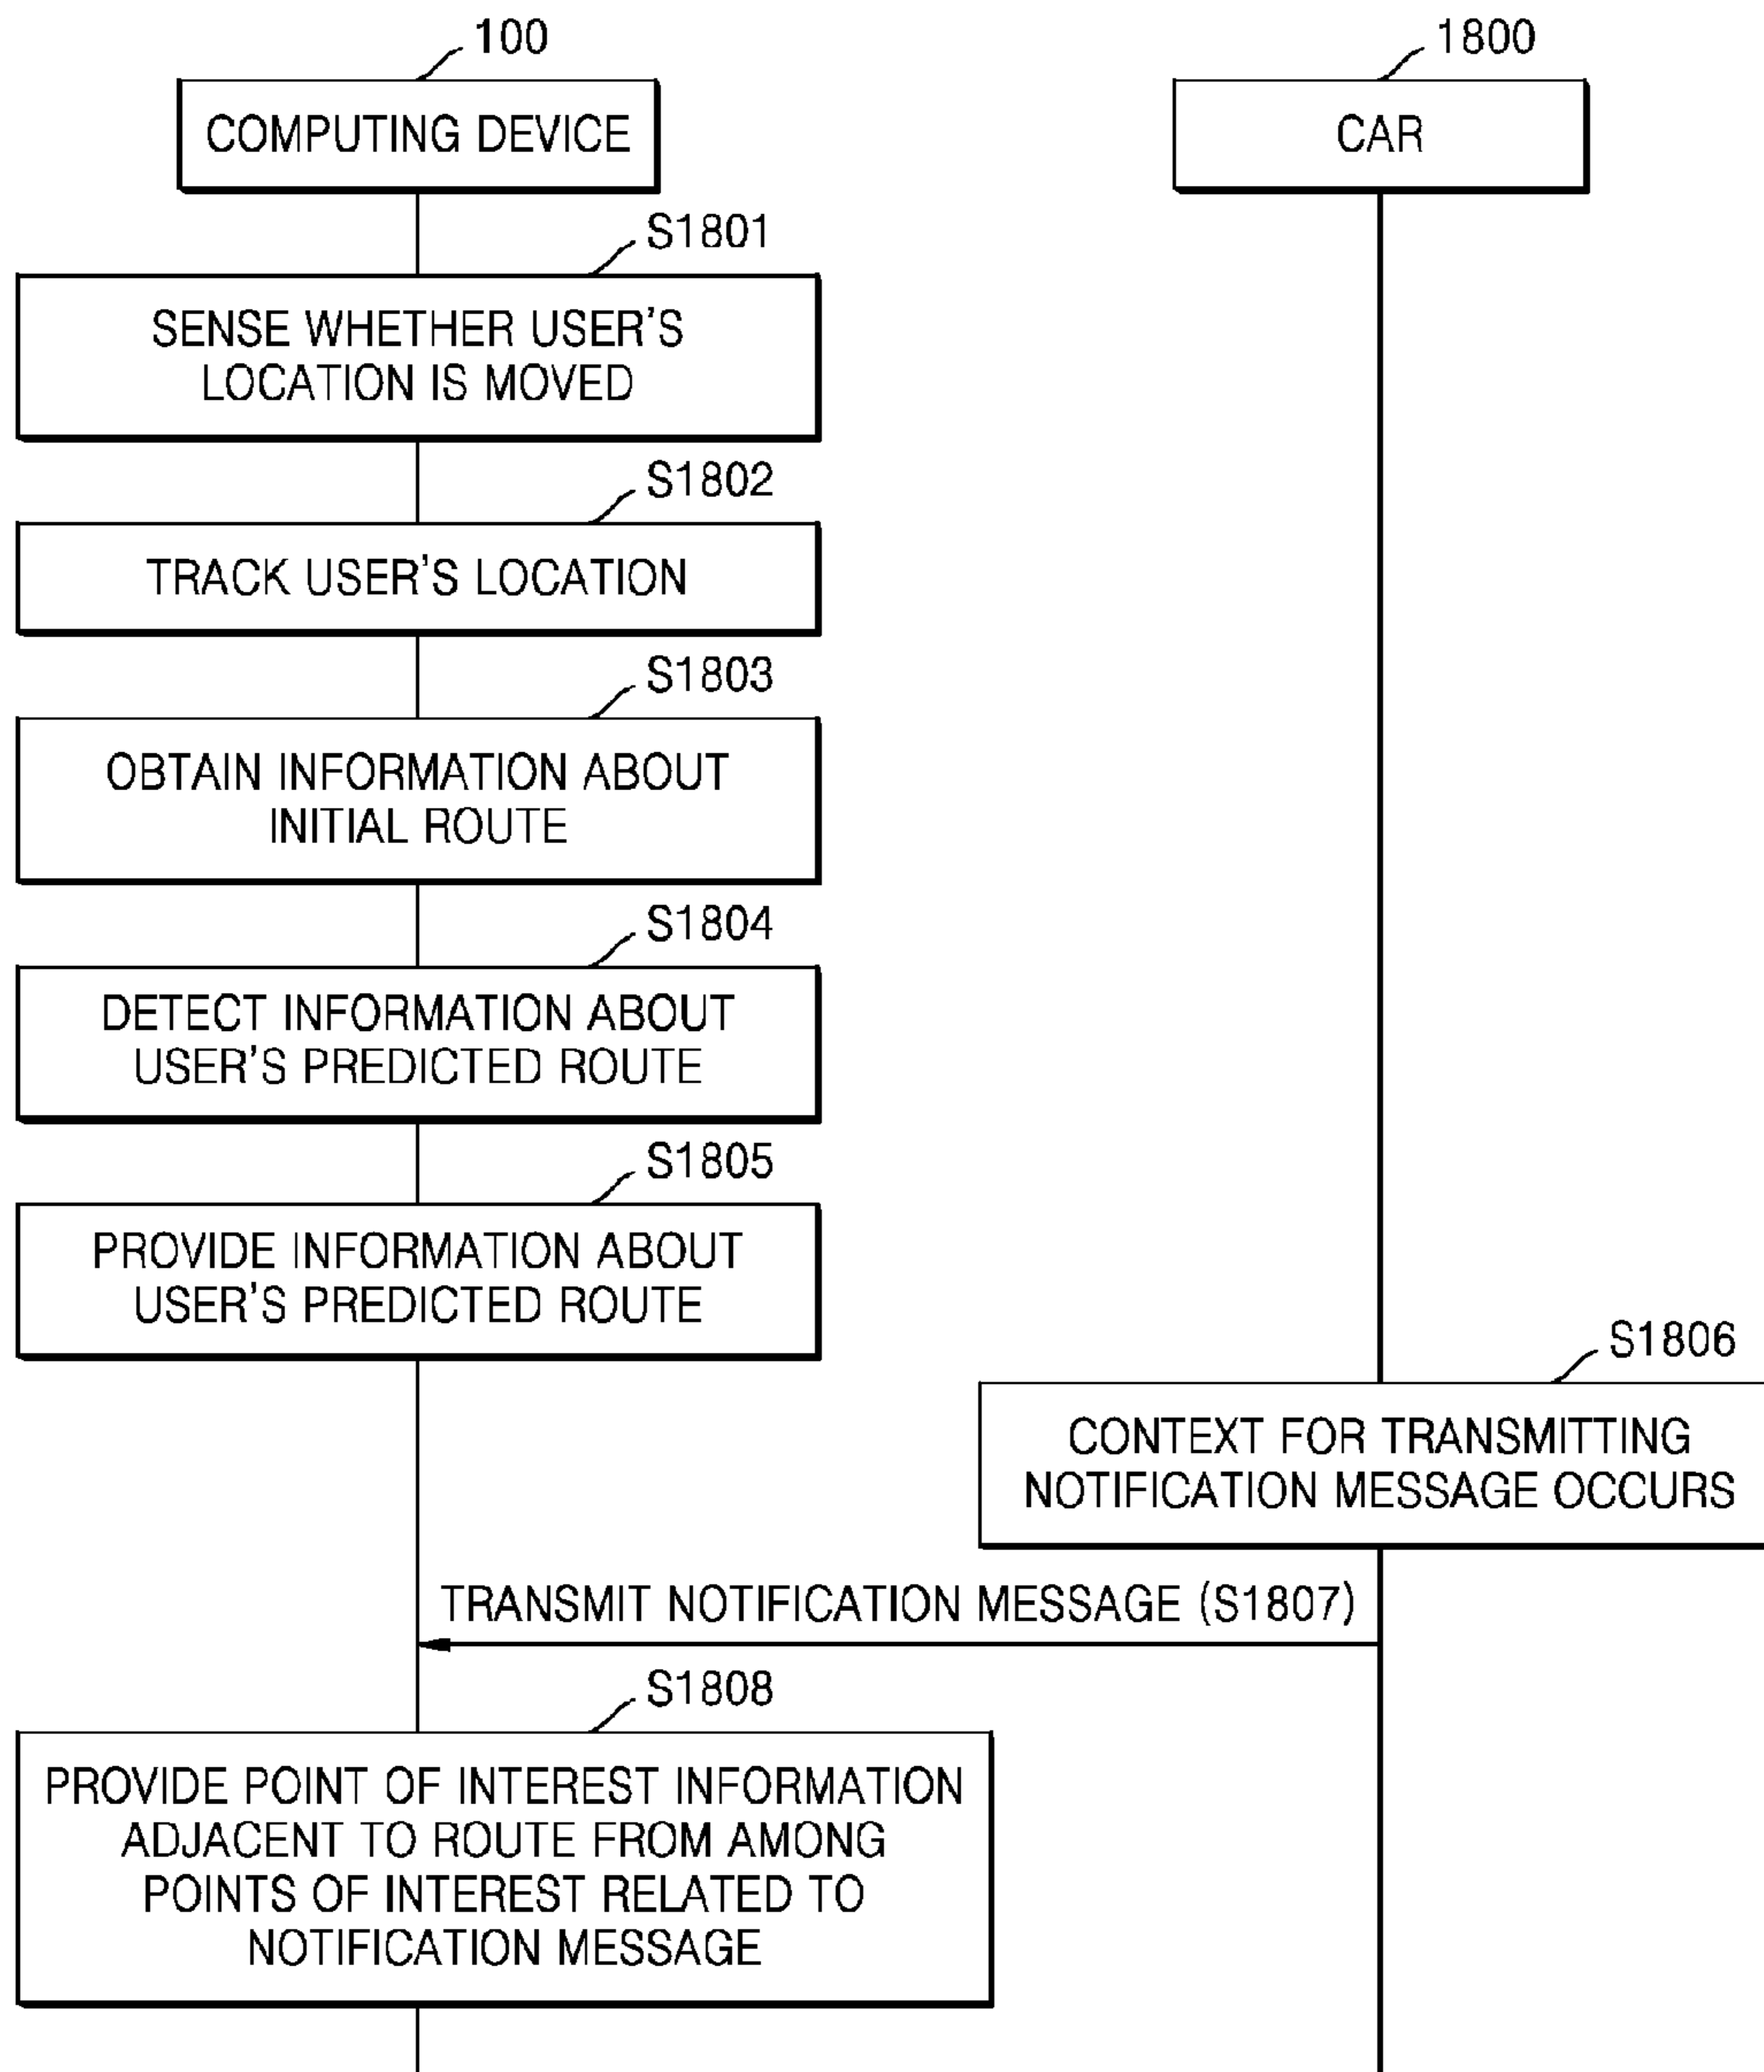 100
1800
COMPUTING DEVICE
CAR
S1801
SENSE WHETHER USER'S
LOCATION IS MOVED
S1802
TRACK USER'S LOCATION
S1803
OBTAIN INFORMATION ABOUT
INITIAL ROUTE
S1804
DETECT INFORMATION ABOUT
USER'S PREDICTED ROUTE
S1805
PROVIDE INFORMATION ABOUT
USER'S PREDICTED ROUTE
S1806
CONTEXT FOR TRANSMITTING
NOTIFICATION MESSAGE OCCURS
TRANSMIT NOTIFICATION MESSAGE (S1807)
S1808
PROVIDE POINT OF INTEREST INFORMATION
ADJACENT TO ROUTE FROM AMONG
POINTS OF INTEREST RELATED TO
NOTIFICATION MESSAGE